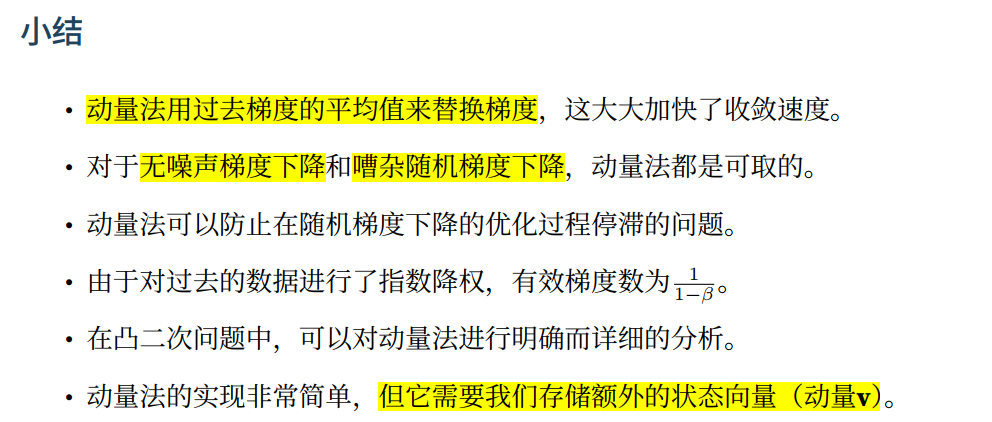 小结
• 动量法用过去梯度的平均值来替换梯度，这大大加快了收敛速度。
• 对于无噪声梯度下降和嘈杂随机梯度下降，动量法都是可取的。
• 动量法可以防止在随机梯度下降的优化过程停滞的问题。
• 由于对过去的数据进行了指数降权，有效梯度数为$\frac{1}{1-\beta}$。
• 在凸二次问题中，可以对动量法进行明确而详细的分析。
• 动量法的实现非常简单，但它需要我们存储额外的状态向量（动量v）。